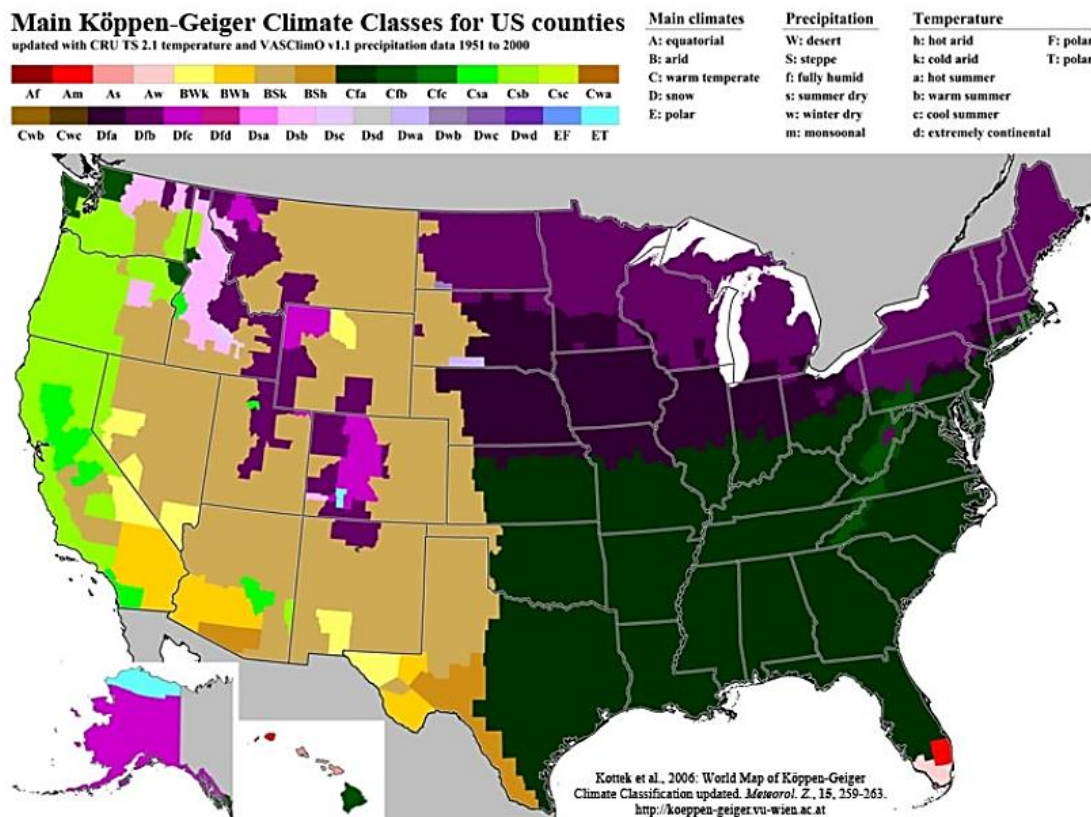 Main Köppen-Geiger Climate Classes for US counties
updated with CRU TS 2.1 temperature and VASClimO v1.1 precipitation data 1951 to 2000
Af Am As Aw BWk BWh BSk BSh Cfa Cfb Cfc Csa Csb Csc Cwa
Cwb Cwc Dfa Dfb Dfc Dfd Dsa Dsb Dsc Dsd Dwa Dwb Dwc Dwd EF ET
Main climates
A: equatorial
B: arid
C: warm temperate
D: snow
E: polar
Precipitation
W: desert
S: steppe
f: fully humid
s: summer dry
w: winter dry
m: monsoonal
Temperature
h: hot arid
k: cold arid
a: hot summer
b: warm summer
c: cool summer
d: extremely continental
F: polar
T: polar
Kottek et al., 2006: World Map of Köppen-Geiger
Climate Classification updated. Meteorol. Z., 15, 259-263.
http://koeppen-geiger.vu-wien.ac.at